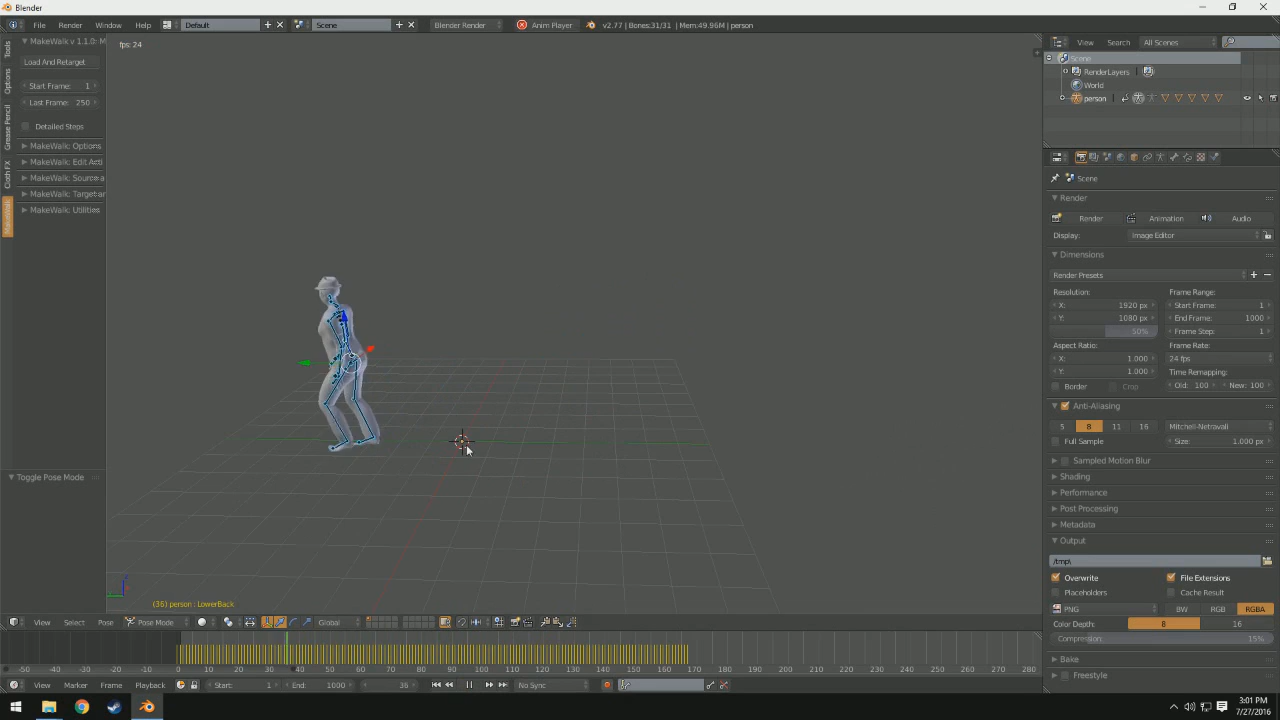 Blender
File Render Window Help Default Scene Blender Render Anim Player v2.77 | Bones:31/31 | Mem:49.96M | person
MakeWalk v 1.1.0: M
Load And Retarget
Start Frame: 1
Last Frame: 250
Detailed Steps
MakeWalk: Options
MakeWalk: Edit Acti
MakeWalk: Source a
MakeWalk: Target ar
MakeWalk: Utilities
Toggle Pose Mode
Tools
Options
Grease Pencil
Cloth FX
MakeWalk
fps: 24
(35) person : LowerBack
View Select Pose Pose Mode Global
-50 -40 -30 -20 -10 0 10 20 30 40 50 60 70 80 90 100 110 120 130 140 150 160 170 180 190 200 210 220 230 240 250 260 270 280
View Marker Frame Playback Start: 1 End: 1000 36 No Sync
View Search All Scenes
Scene
RenderLayers
World
person
Scene
Render
Render Animation Audio
Display: Image Editor
Dimensions
Render Presets
Resolution: Frame Range:
X: 1920 px Start Frame: 1
Y: 1080 px End Frame: 1000
50% Frame Step: 1
Aspect Ratio: Frame Rate:
X: 1.000 24 fps
Y: 1.000 Time Remapping:
Border Crop Old: 100 New: 100
Anti-Aliasing
5 8 11 16 Mitchell-Netravali
Full Sample Size: 1.000 px
Sampled Motion Blur
Shading
Performance
Post Processing
Metadata
Output
/tmp\
Overwrite File Extensions
Placeholders Cache Result
PNG BW RGB RGBA
Color Depth: 8 16
Compression: 15%
Bake
Freestyle
3:01 PM
7/27/2016